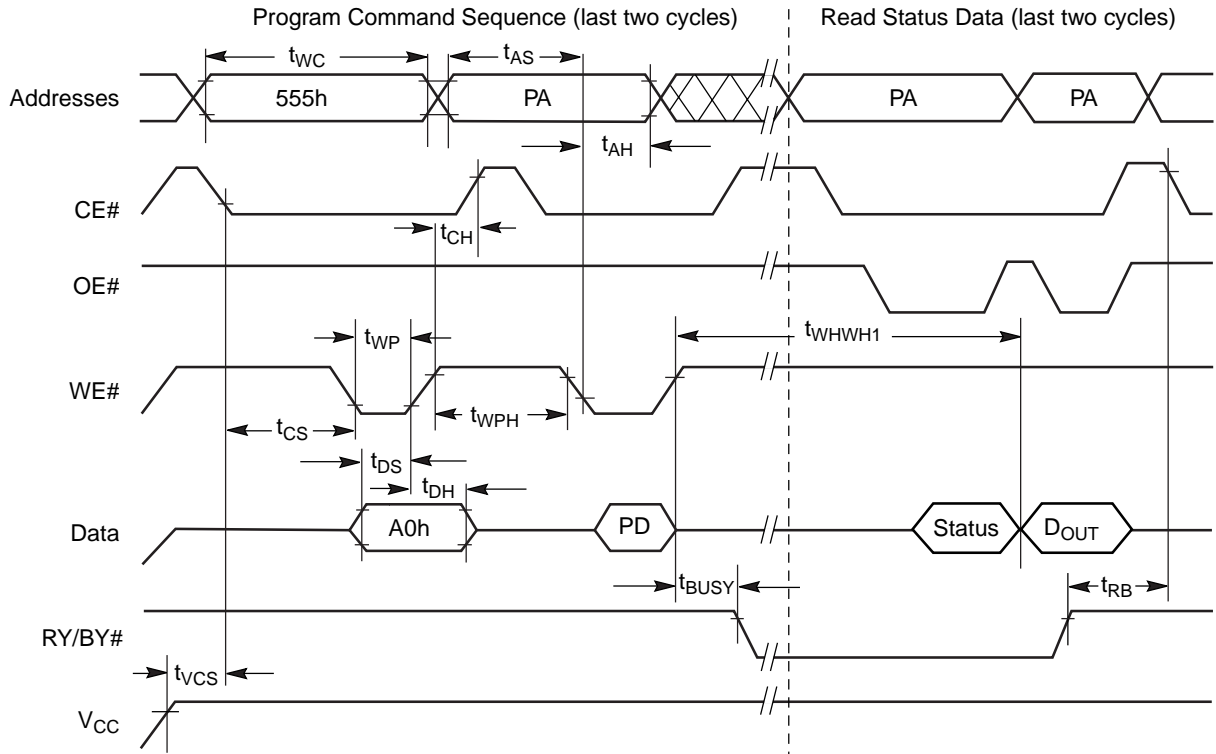 Program Command Sequence (last two cycles)
Read Status Data (last two cycles)
tWC
tAS
Addresses
555h
PA
PA
PA
tAH
CE#
tCH
OE#
tWP
tWHWH1
WE#
tCS
tWPH
tDS
tDH
Data
A0h
PD
Status
DOUT
tBUSY
tRB
RY/BY#
tVCS
VCC